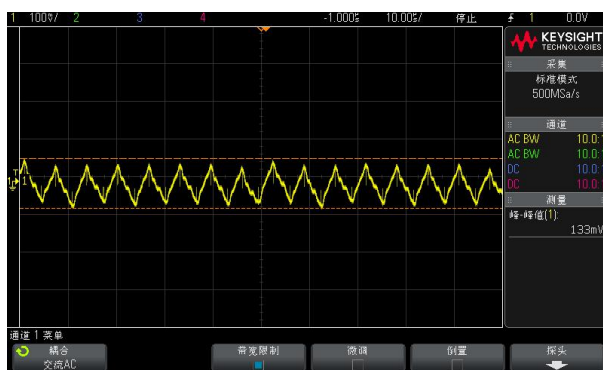 1 100▽/ 2 3 4 -1.000s 10.00s/ 停止 1 0.0V
KEYSIGHT
TECHNOLOGIES
采集
标准模式
500MSa/s
通道
AC BW 10.0:1
AC BW 10.0:1
DC 10.0:1
DC 10.0:1
测量
峰-峰值(1):
133mV
T
1
1
通道 1 菜单
耦合
交流AC
带宽限制
微调
倒置
探头